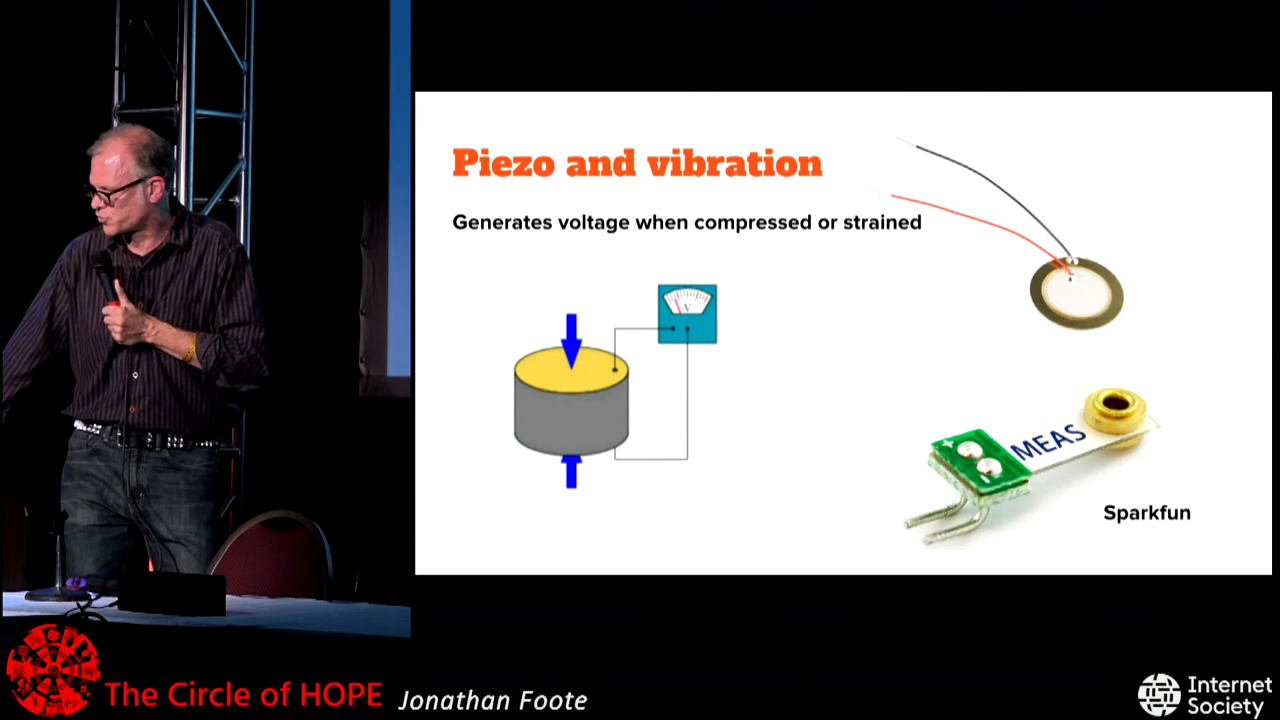 Piezo and vibration
Generates voltage when compressed or strained
V
+
MEAS
Sparkfun
The Circle of HOPE
Jonathan Foote
Internet
Society